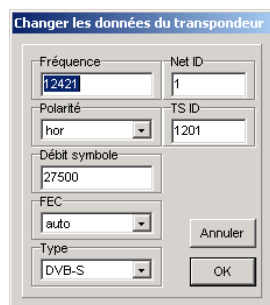 Changer les données du transpondeur
Fréquence
12421
Net ID
1
Polarité
hor
TS ID
1201
Débit symbole
27500
FEC
auto
Annuler
Type
DVB-S
OK